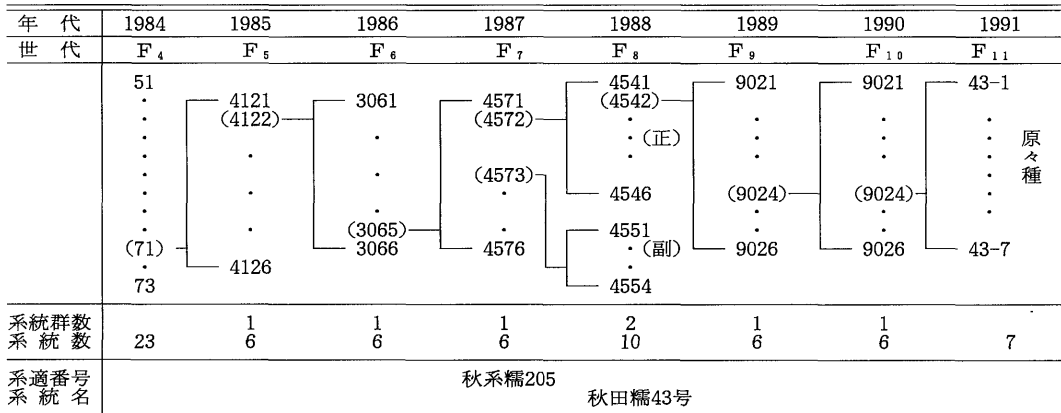 年 代 1984 1985 1986 1987 1988 1989 1990 1991
世 代 F₄ F₅ F₆ F₇ F₈ F₉ F₁₀ F₁₁
51 4541 9021 9021 43-1
4121 3061 4571 (4542)
(4122) (4572)
(正)
(4573)
4546 (9024) (9024)
(3065) 4551
(71) 3066 4576 (副) 9026 9026 43-7
4126
73 4554
原々種
系統群数 1 1 1 2 1 1
系 統 数 23 6 6 6 10 6 6 7
系適番号 秋系糯205
系 統 名 秋田糯43号